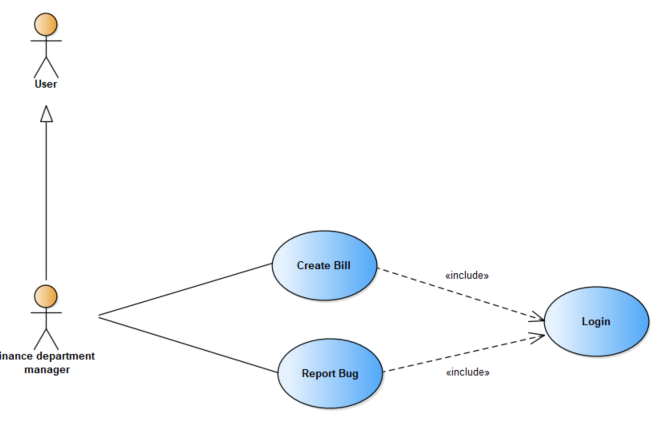 User
Create Bill
«include»
Login
inance department
manager
Report Bug
«include»